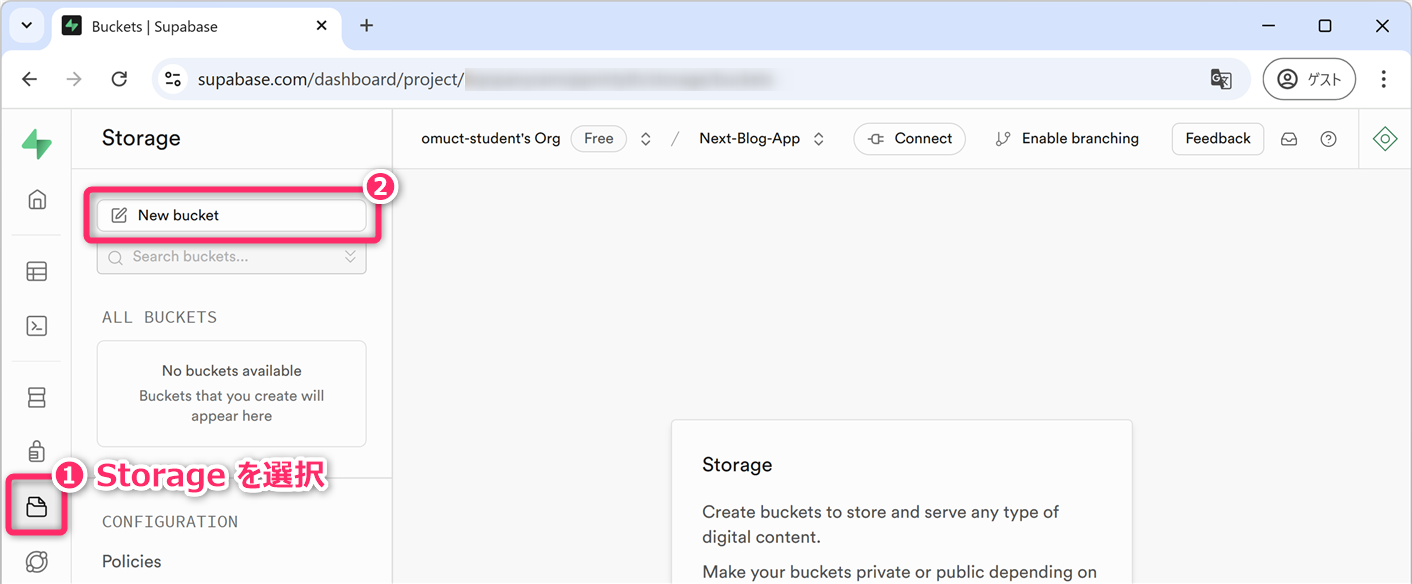 Buckets | Supabase
supabase.com/dashboard/project/
ゲスト
Storage
omuct-student's Org Free / Next-Blog-App Connect Enable branching Feedback
2
New bucket
Search buckets...
ALL BUCKETS
No buckets available
Buckets that you create will
appear here
1 Storage を選択
CONFIGURATION
Policies
Storage
Create buckets to store and serve any type of
digital content.
Make your buckets private or public depending on